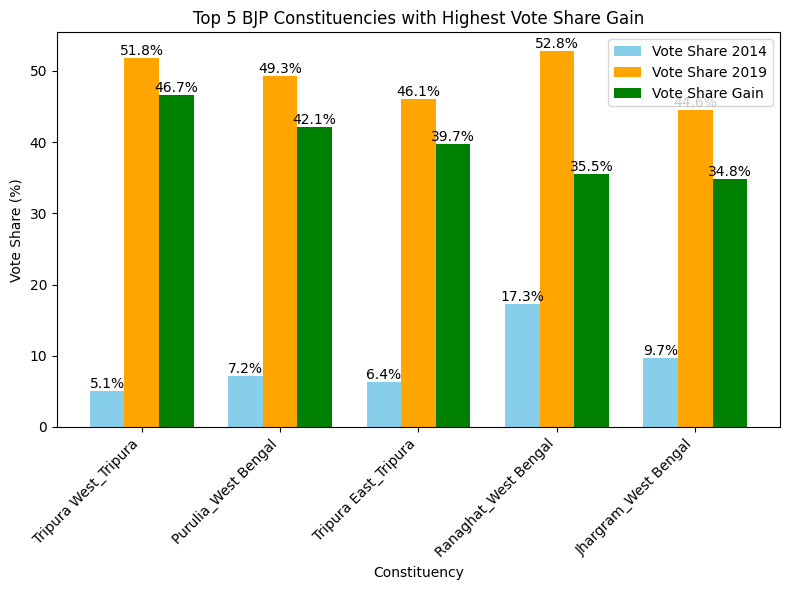 Top 5 BJP Constituencies with Highest Vote Share Gain
Vote Share 2014
Vote Share 2019
Vote Share Gain
Vote Share (%)
50
40
30
20
10
0
5.1%
51.8%
46.7%
7.2%
49.3%
42.1%
6.4%
46.1%
39.7%
17.3%
52.8%
35.5%
9.7%
44.6%
34.8%
Tripura West_Tripura
Purulia_West Bengal
Tripura East_Tripura
Ranaghat_West Bengal
Jhargram_West Bengal
Constituency